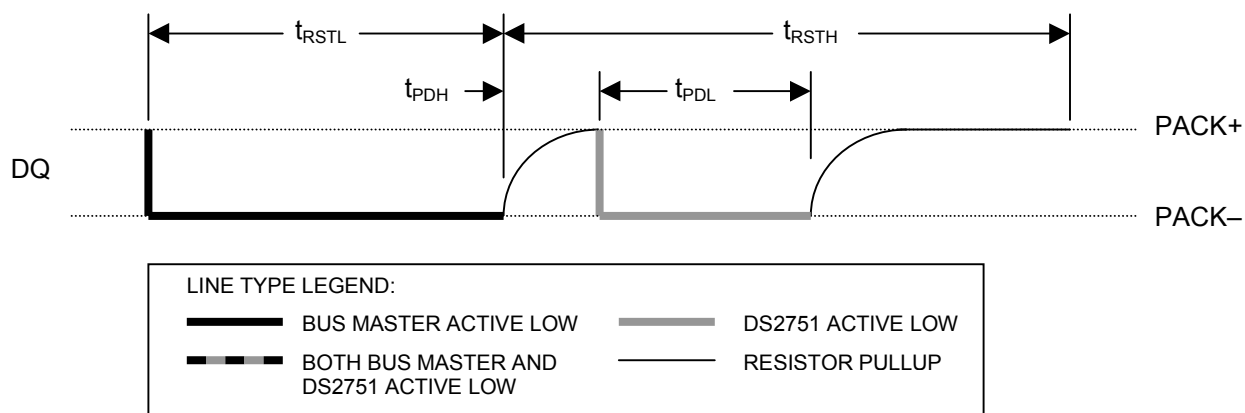 tRSTL
tRSTH
tPDH
tPDL
PACK+
DQ
PACK–
LINE TYPE LEGEND:
BUS MASTER ACTIVE LOW
DS2751 ACTIVE LOW
BOTH BUS MASTER AND
DS2751 ACTIVE LOW
RESISTOR PULLUP